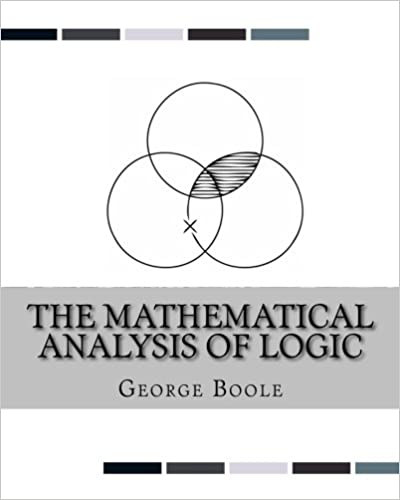 THE MATHEMATICAL
ANALYSIS OF LOGIC
GEORGE BOOLE